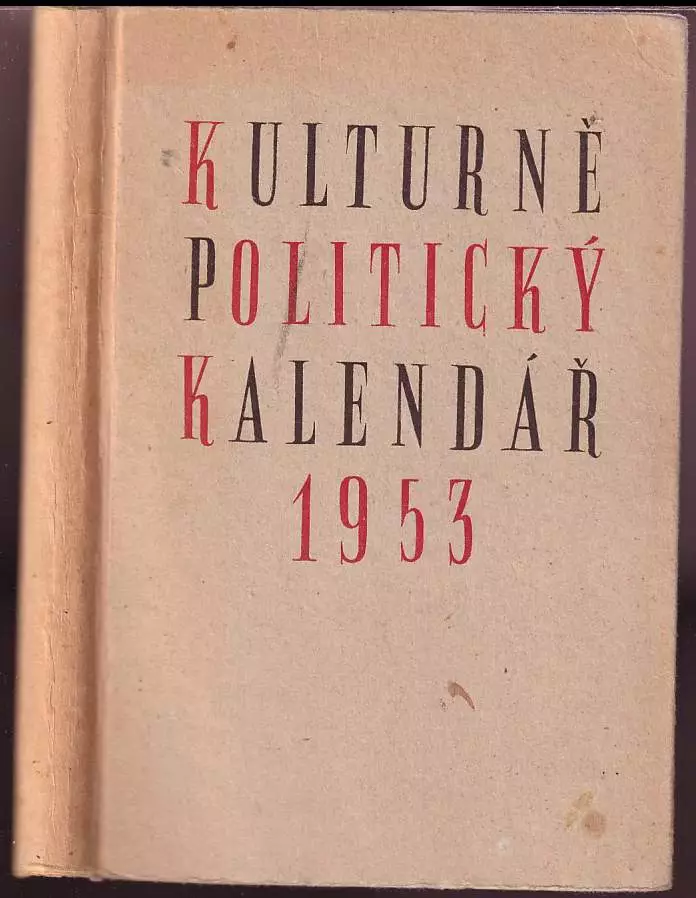 KULTURNĚ
POLITICKÝ
KALENDÁŘ
1953